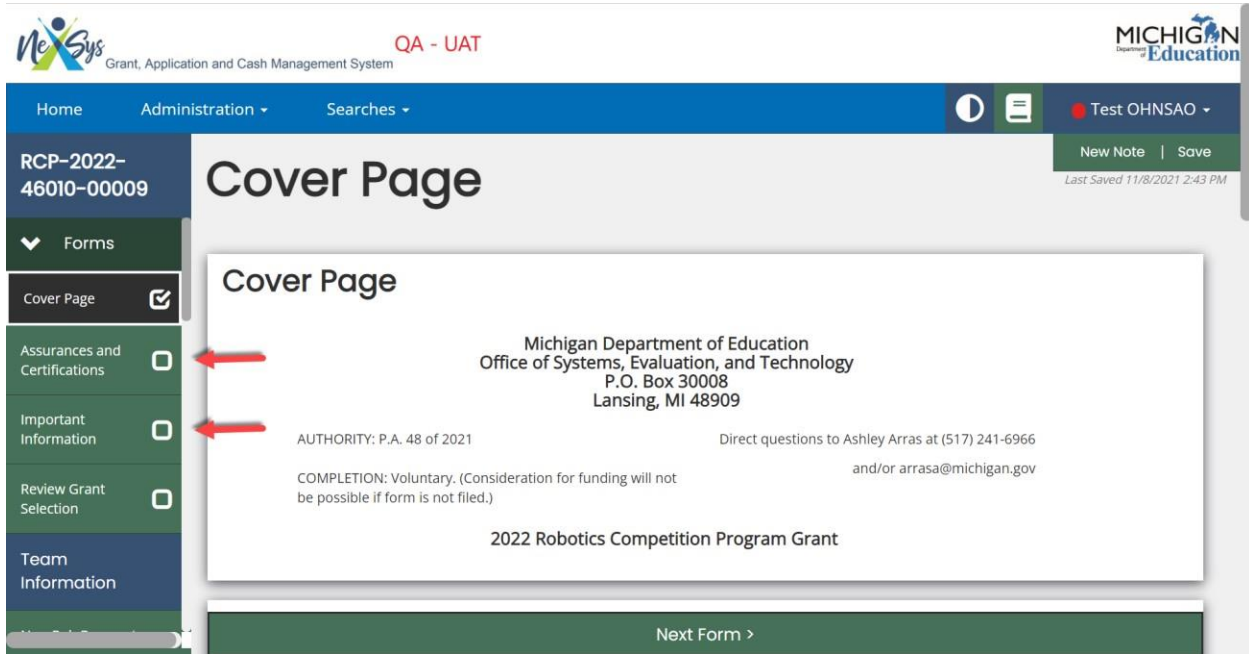 NexSys
Grant, Application and Cash Management System
QA - UAT
MICHIGAN
Department of Education
Home Administration Searches
Test OHNSAO
New Note | Save
Last Saved 11/8/2021 2:43 PM
RCP-2022-
46010-00009
Forms
Cover Page
Assurances and
Certifications
Important
Information
Review Grant
Selection
Team
Information
Cover Page
Cover Page
Michigan Department of Education
Office of Systems, Evaluation, and Technology
P.O. Box 30008
Lansing, MI 48909
AUTHORITY: P.A. 48 of 2021
Direct questions to Ashley Arras at (517) 241-6966
and/or arrasa@michigan.gov
COMPLETION: Voluntary. (Consideration for funding will not
be possible if form is not filed.)
2022 Robotics Competition Program Grant
Next Form >